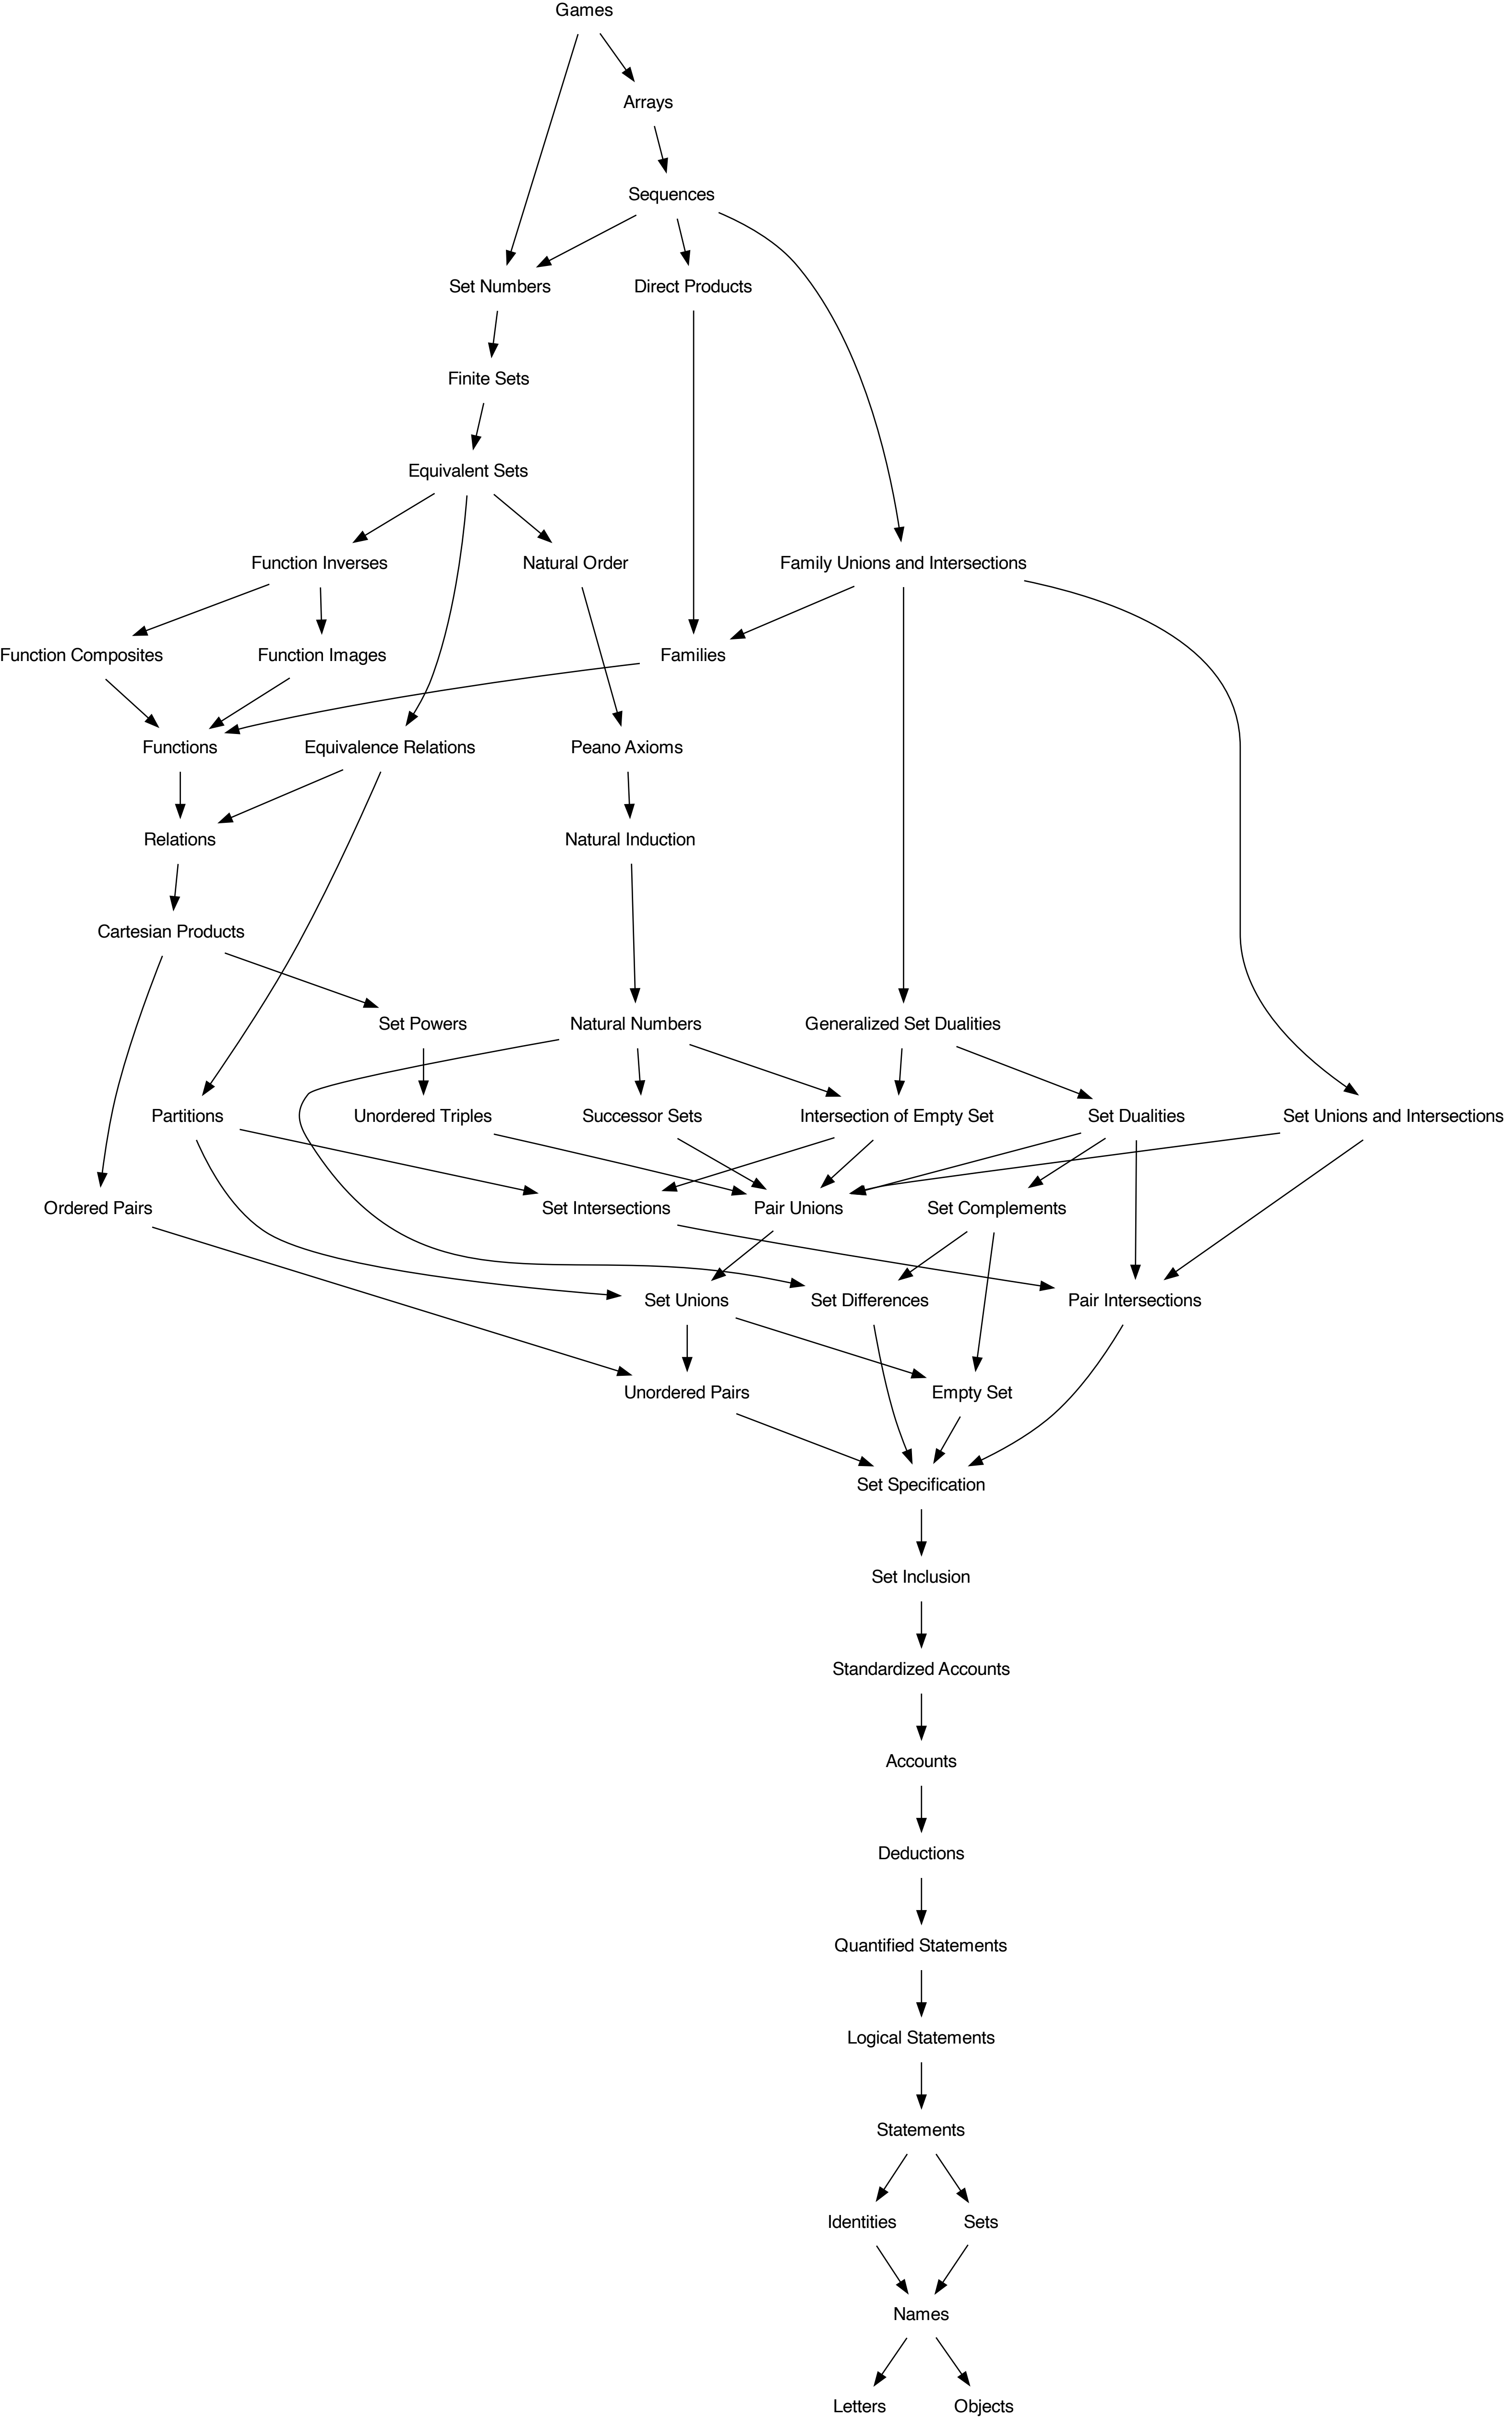 Games
Arrays
Sequences
Set Numbers
Direct Products
Finite Sets
Equivalent Sets
Function Inverses
Natural Order
Family Unions and Intersections
Function Composites
Function Images
Families
Functions
Equivalence Relations
Peano Axioms
Relations
Natural Induction
Cartesian Products
Set Powers
Natural Numbers
Generalized Set Dualities
Partitions
Unordered Triples
Successor Sets
Intersection of Empty Set
Set Dualities
Set Unions and Intersections
Ordered Pairs
Set Intersections
Pair Unions
Set Complements
Set Unions
Set Differences
Pair Intersections
Unordered Pairs
Empty Set
Set Specification
Set Inclusion
Standardized Accounts
Accounts
Deductions
Quantified Statements
Logical Statements
Statements
Identities
Sets
Names
Letters
Objects